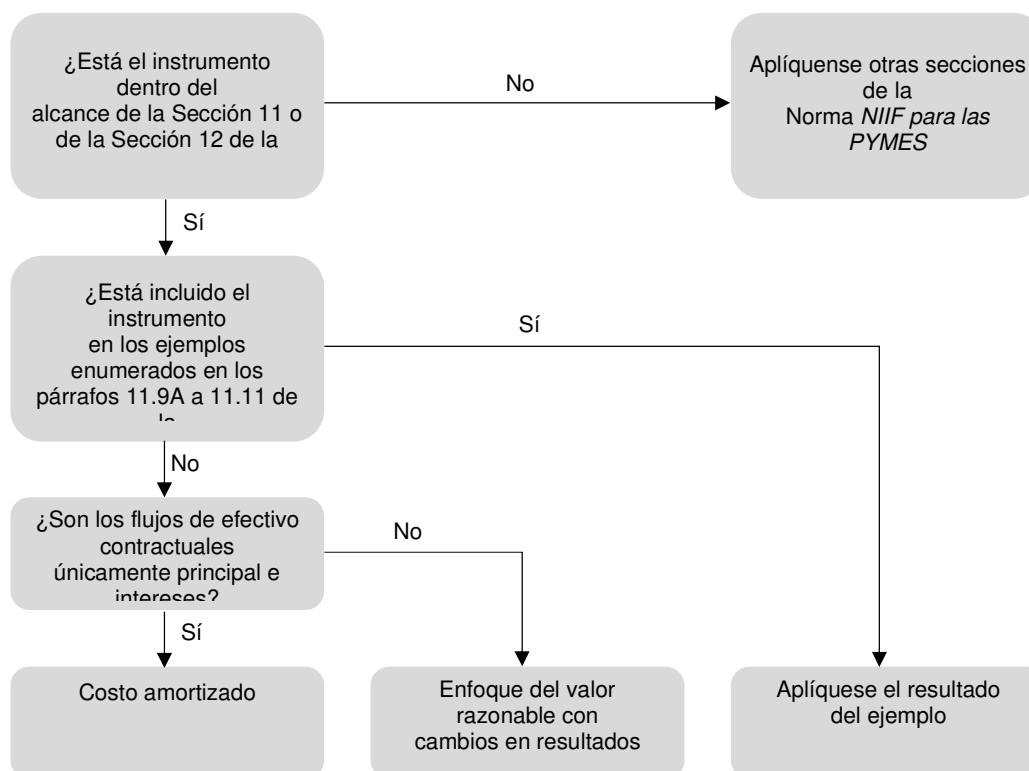 ¿Está el instrumento
dentro del
alcance de la Sección 11 o
de la Sección 12 de la
No
Aplíquense otras secciones
de la
Norma NIIF para las
PYMES
Sí
¿Está incluido el
instrumento
en los ejemplos
enumerados en los
párrafos 11.9A a 11.11 de
la
Sí
No
¿Son los flujos de efectivo
contractuales
únicamente principal e
intereses?
No
Sí
Costo amortizado
Enfoque del valor
razonable con
cambios en resultados
Aplíquese el resultado
del ejemplo